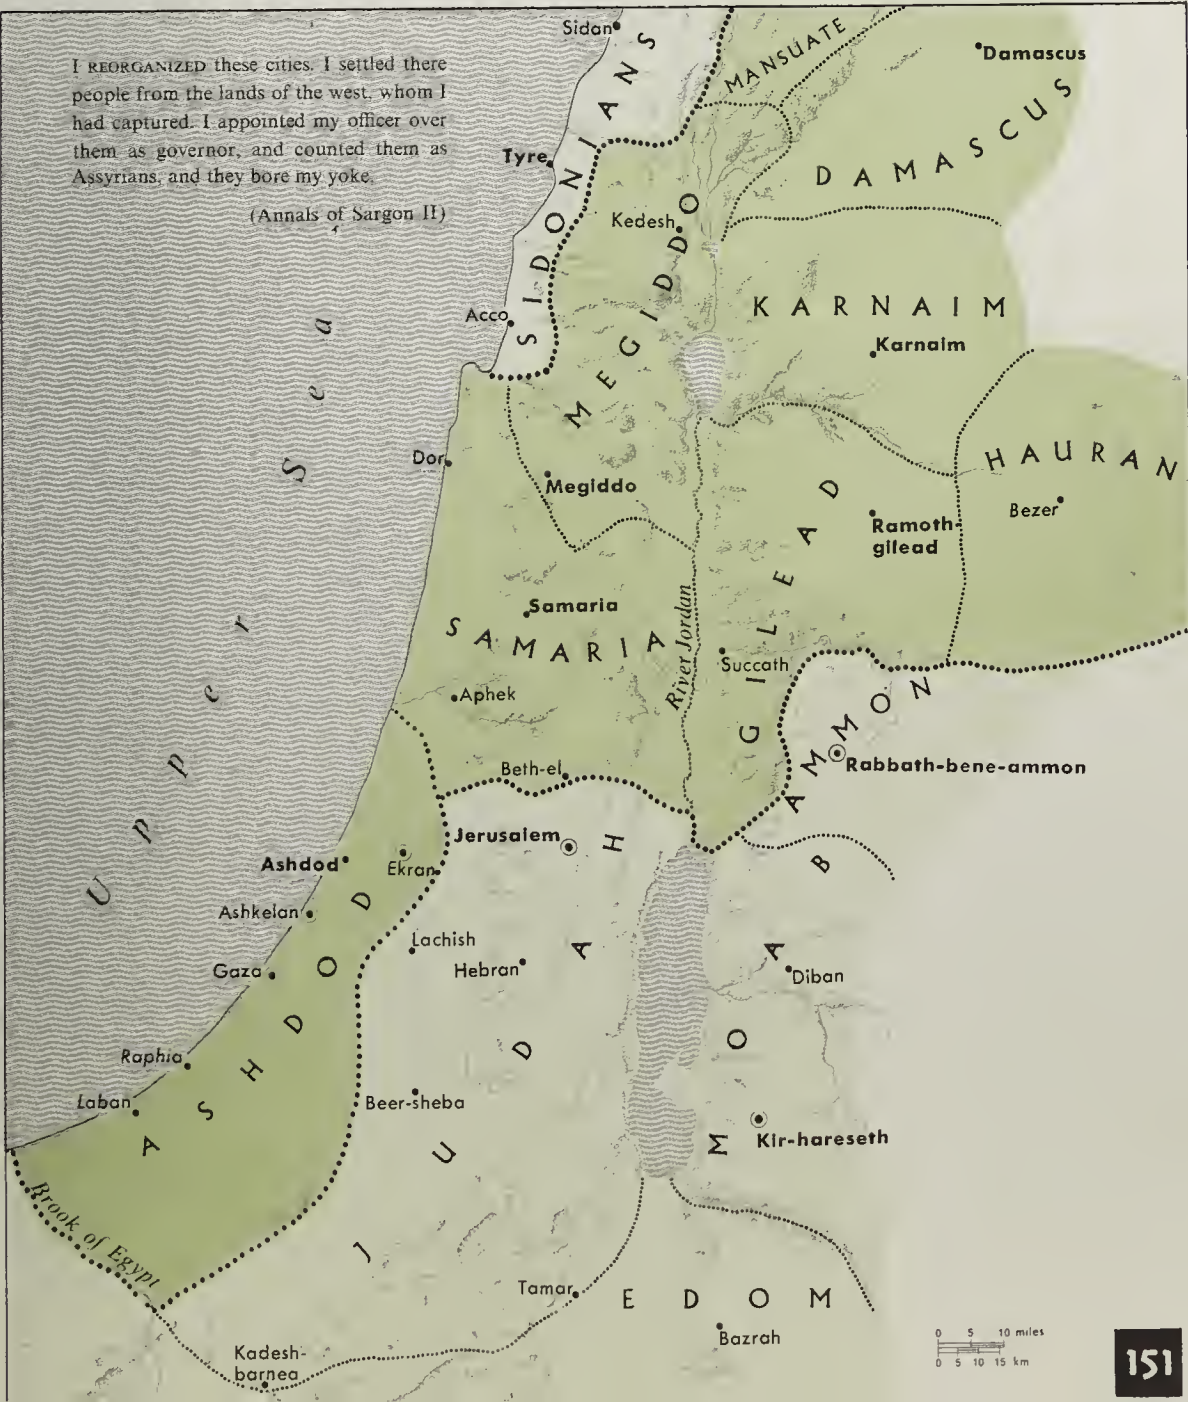 I REORGANIZED these cities. I settled there
people from the lands of the west, whom I
had captured. I appointed my officer over
them as governor, and counted them as
Assyrians, and they bore my yoke.
(Annals of Sargon II)
Sidan
SIDONIANS
MANSUATE
Damascus
DAMASCUS
Tyre
Kedesh
MEGIDDO
KARNAIM
Karnaim
Acco
Upper Sea
Dor
Megiddo
HAURAN
Bezer
Ramoth-
gilead
GILEAD
Samaria
SAMARIA
River Jordan
Succath
Aphek
AMMON
Rabbath-bene-ammon
Beth-el
Jerusalem
Ashdod
Ekran
Ashkelan
Lachish
Hebran
Gaza
Diban
MOAB
JUDAH
ASHDOD
Raphia
Laban
Beer-sheba
Kir-hareseth
Brook of Egypt
Tamar
EDOM
Bazrah
Kadesh-
barnea
0 5 10 miles
0 5 10 15 km
151